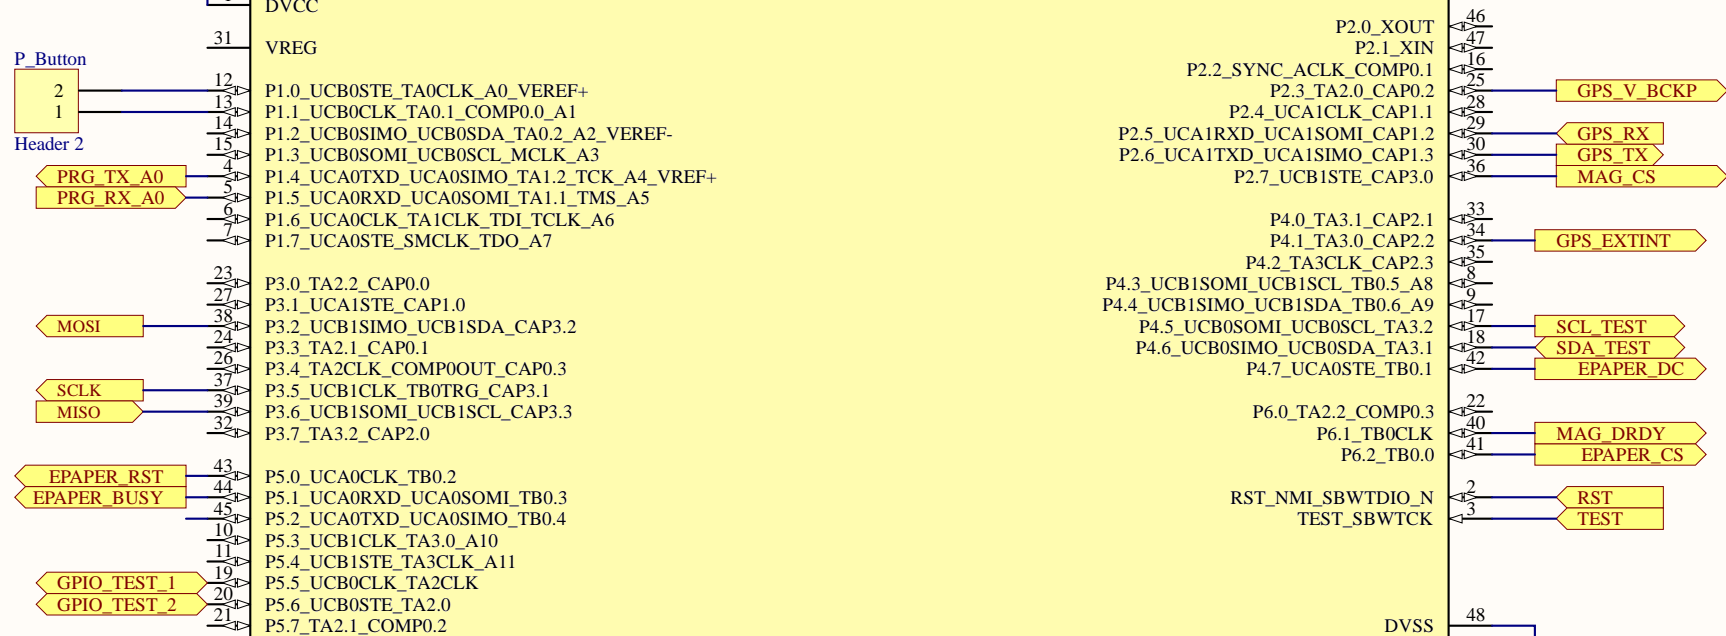 DVCC
31 VREG
P_Button
2 12 P1.0_UCB0STE_TA0CLK_A0_VEREF+
1 13 P1.1_UCB0CLK_TA0.1_COMP0.0_A1
14 P1.2_UCB0SIMO_UCB0SDA_TA0.2_A2_VEREF-
Header 2
15 P1.3_UCB0SOMI_UCB0SCL_MCLK_A3
PRG_TX_A0 4 P1.4_UCA0TXD_UCA0SIMO_TA1.2_TCK_A4_VREF+
PRG_RX_A0 5 P1.5_UCA0RXD_UCA0SOMI_TA1.1_TMS_A5
6 P1.6_UCA0CLK_TA1CLK_TDI_TCLK_A6
7 P1.7_UCA0STE_SMCLK_TDO_A7
23 P3.0_TA2.2_CAP0.0
27 P3.1_UCA1STE_CAP1.0
MOSI 38 P3.2_UCB1SIMO_UCB1SDA_CAP3.2
24 P3.3_TA2.1_CAP0.1
26 P3.4_TA2CLK_COMP0OUT_CAP0.3
SCLK 37 P3.5_UCB1CLK_TB0TRG_CAP3.1
MISO 39 P3.6_UCB1SOMI_UCB1SCL_CAP3.3
32 P3.7_TA3.2_CAP2.0
EPAPER_RST 43 P5.0_UCA0CLK_TB0.2
EPAPER_BUSY 44 P5.1_UCA0RXD_UCA0SOMI_TB0.3
45 P5.2_UCA0TXD_UCA0SIMO_TB0.4
10 P5.3_UCB1CLK_TA3.0_A10
11 P5.4_UCB1STE_TA3CLK_A11
GPIO_TEST_1 19 P5.5_UCB0CLK_TA2CLK
GPIO_TEST_2 20 P5.6_UCB0STE_TA2.0
21 P5.7_TA2.1_COMP0.2
P2.0_XOUT 46
P2.1_XIN 47
P2.2_SYNC_ACLK_COMP0.1 16
P2.3_TA2.0_CAP0.2 25 GPS_V_BCKP
P2.4_UCA1CLK_CAP1.1 28
P2.5_UCA1RXD_UCA1SOMI_CAP1.2 29 GPS_RX
P2.6_UCA1TXD_UCA1SIMO_CAP1.3 30 GPS_TX
P2.7_UCB1STE_CAP3.0 36 MAG_CS
P4.0_TA3.1_CAP2.1 33
P4.1_TA3.0_CAP2.2 34 GPS_EXTINT
P4.2_TA3CLK_CAP2.3 35
P4.3_UCB1SOMI_UCB1SCL_TB0.5_A8 8
P4.4_UCB1SIMO_UCB1SDA_TB0.6_A9 9
P4.5_UCB0SOMI_UCB0SCL_TA3.2 17 SCL_TEST
P4.6_UCB0SIMO_UCB0SDA_TA3.1 18 SDA_TEST
P4.7_UCA0STE_TB0.1 42 EPAPER_DC
P6.0_TA2.2_COMP0.3 22
P6.1_TB0CLK 40 MAG_DRDY
P6.2_TB0.0 41 EPAPER_CS
RST_NMI_SBWTDIO_N 2 RST
TEST_SBWTCK 3 TEST
DVSS 48